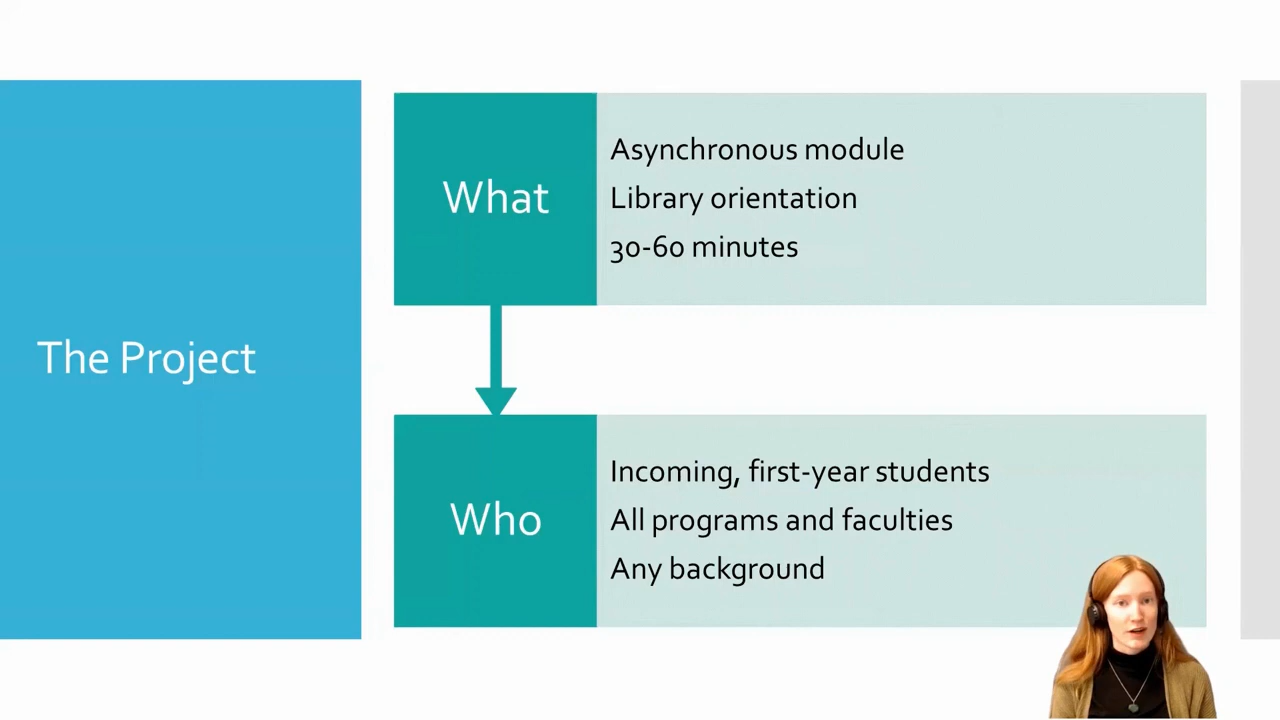 The Project
What
Asynchronous module
Library orientation
30-60 minutes
Who
Incoming, first-year students
All programs and faculties
Any background